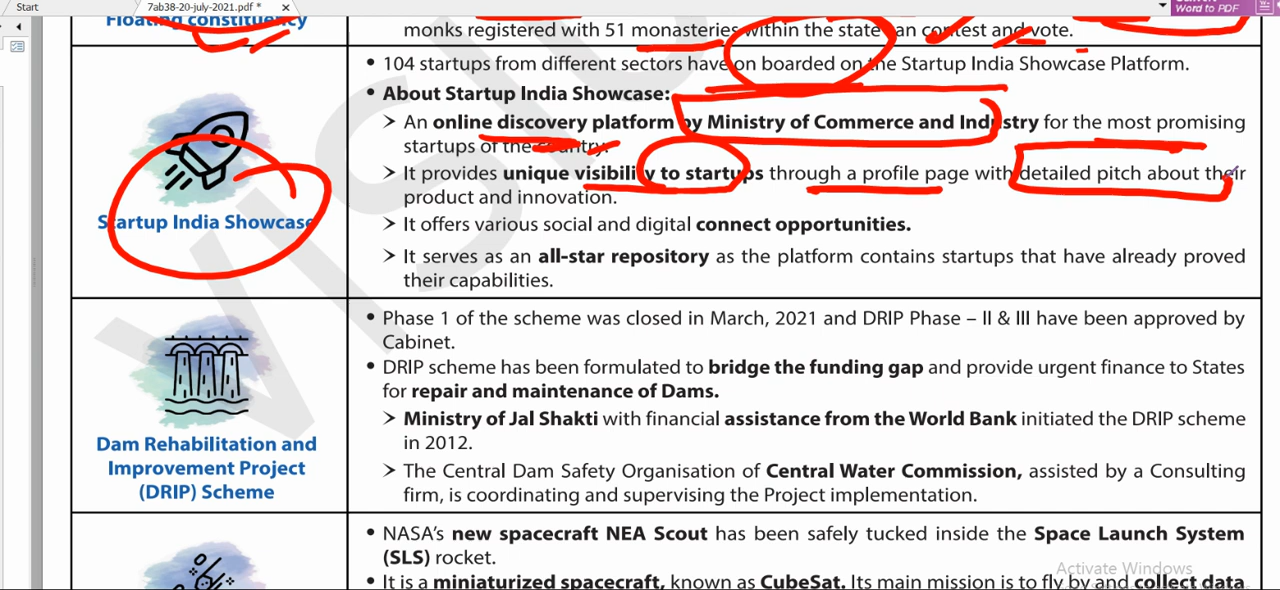 Start
7ab38-20-july-2021.pdf *
Word to PDF
Floating constituency
monks registered with 51 monasteries within the state can contest and vote.
• 104 startups from different sectors have on boarded on the Startup India Showcase Platform.
• About Startup India Showcase:
➤ An online discovery platform by Ministry of Commerce and Industry for the most promising
startups of the country.
➤ It provides unique visibility to startups through a profile page with detailed pitch about their
product and innovation.
Startup India Showcase
➤ It offers various social and digital connect opportunities.
➤ It serves as an all-star repository as the platform contains startups that have already proved
their capabilities.
• Phase 1 of the scheme was closed in March, 2021 and DRIP Phase – II & III have been approved by
Cabinet.
• DRIP scheme has been formulated to bridge the funding gap and provide urgent finance to States
for repair and maintenance of Dams.
➤ Ministry of Jal Shakti with financial assistance from the World Bank initiated the DRIP scheme
in 2012.
Dam Rehabilitation and
Improvement Project
(DRIP) Scheme
➤ The Central Dam Safety Organisation of Central Water Commission, assisted by a Consulting
firm, is coordinating and supervising the Project implementation.
• NASA's new spacecraft NEA Scout has been safely tucked inside the Space Launch System
(SLS) rocket.
• It is a miniaturized spacecraft, known as CubeSat. Its main mission is to fly by and collect data
Activate Windows